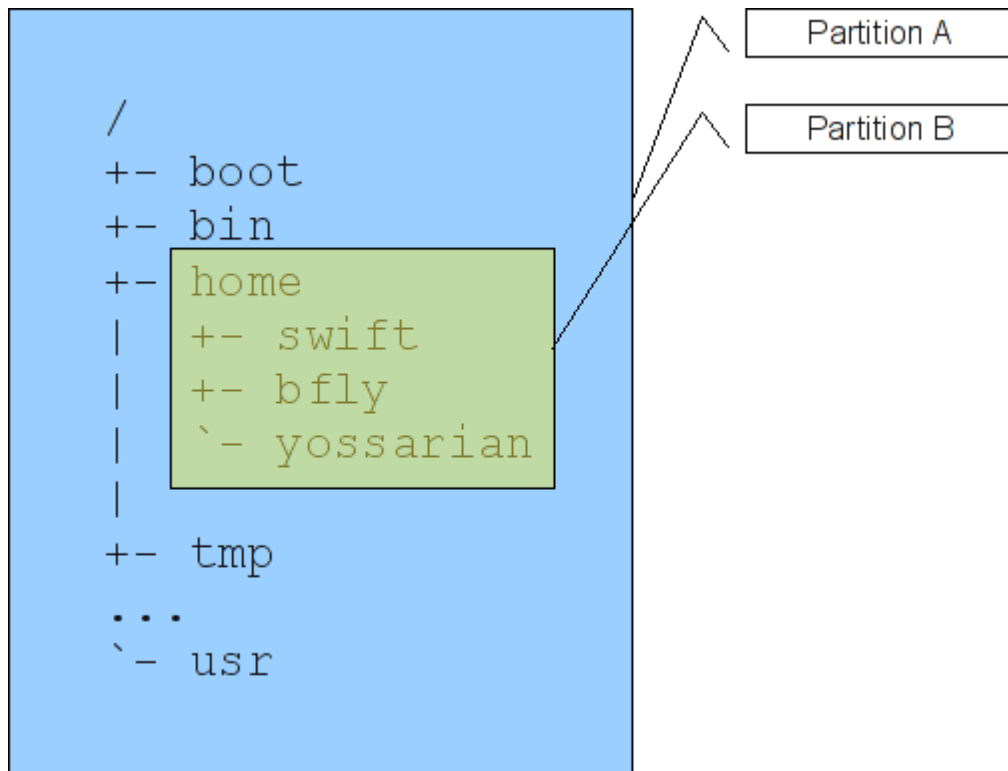 /
+- boot
+- bin
+- home
|  +- swift
|  +- bfly
|  `- yossarian
|
+- tmp
...
`- usr
Partition A
Partition B